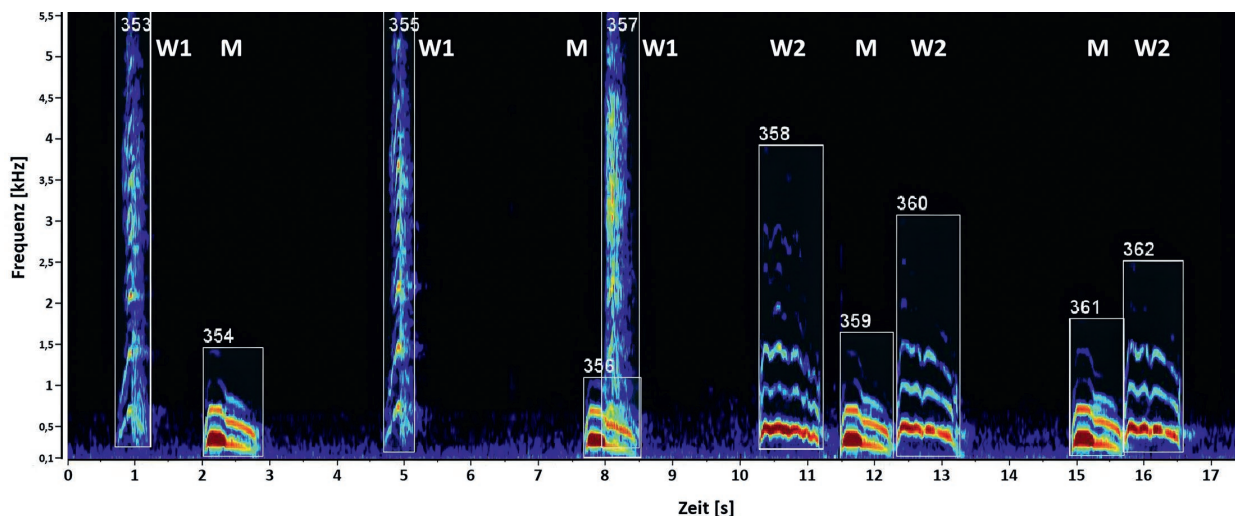 5,5
353
355
357
W1
M
W1
M
W1
W2
M
W2
M
W2
5
4,5
358
4
3,5
360
3
362
2,5
361
2
359
354
1,5
356
1
0,5
0,1
Frequenz [kHz]
0 1 2 3 4 5 6 7 8 9 10 11 12 13 14 15 16 17
Zeit [s]